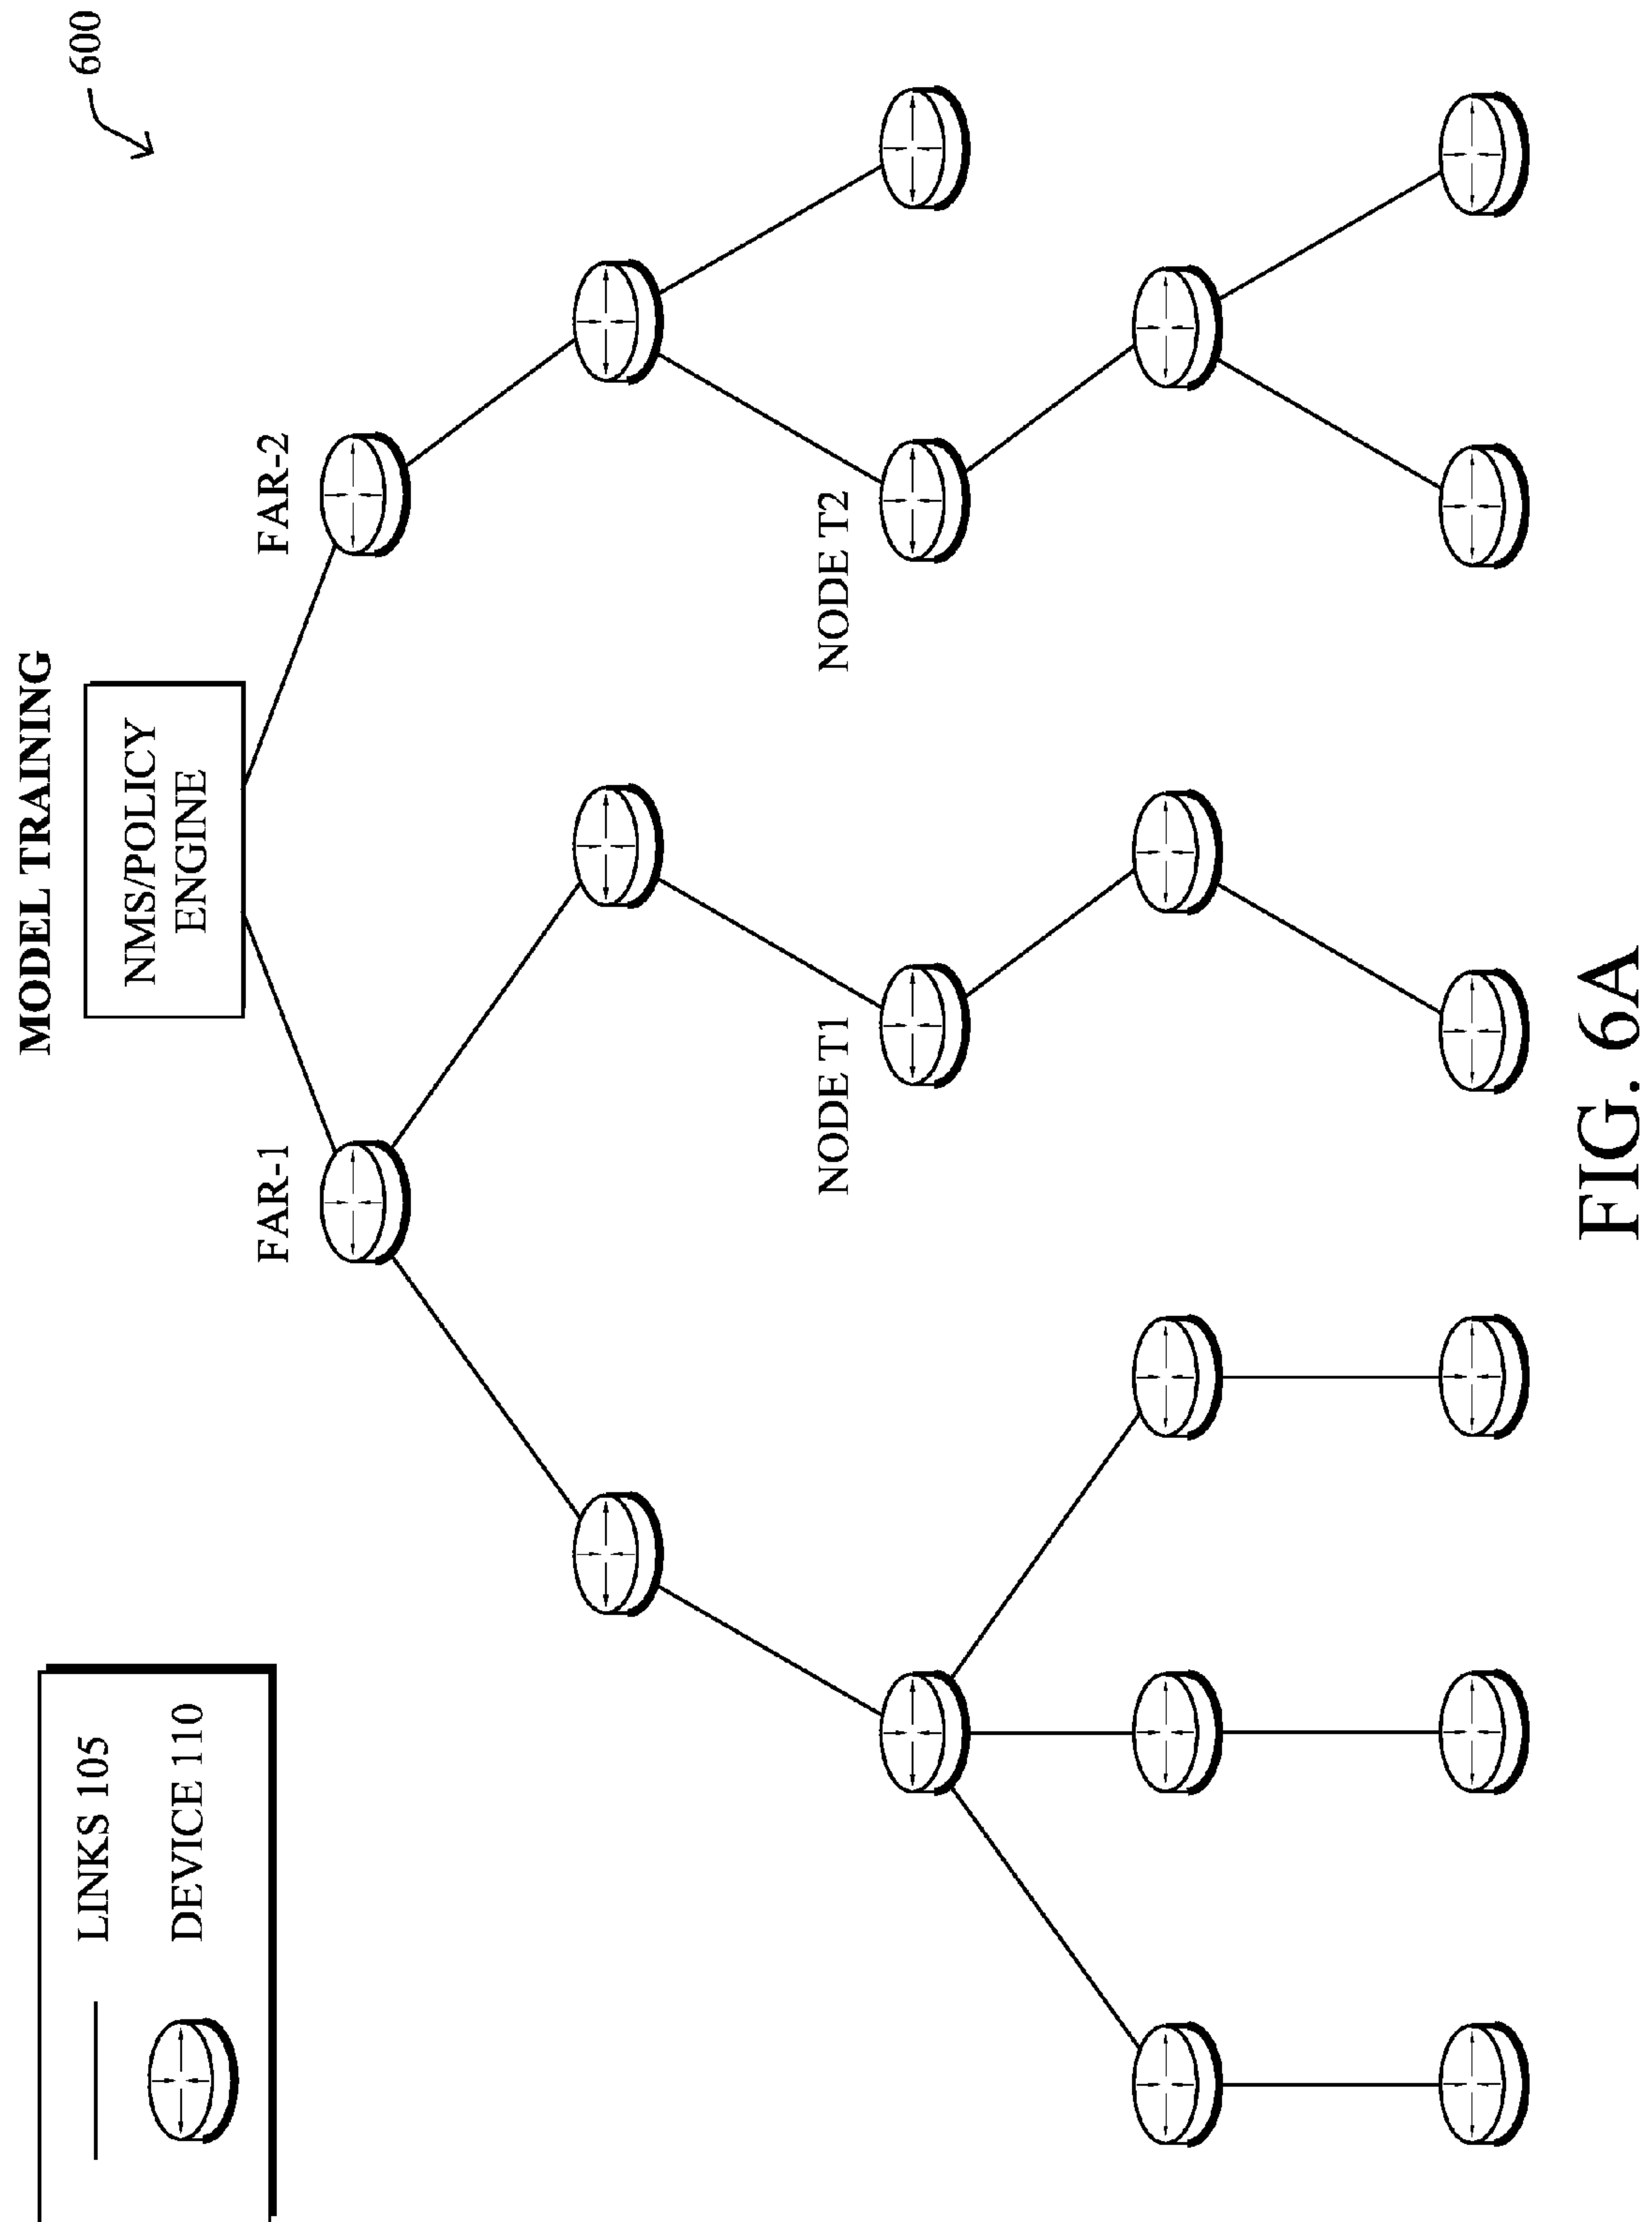 MODEL TRAINING
600
LINKS 105
DEVICE 110
NMS/POLICY
ENGINE
FAR-1
FAR-2
NODE T1
NODE T2
FIG. 6A